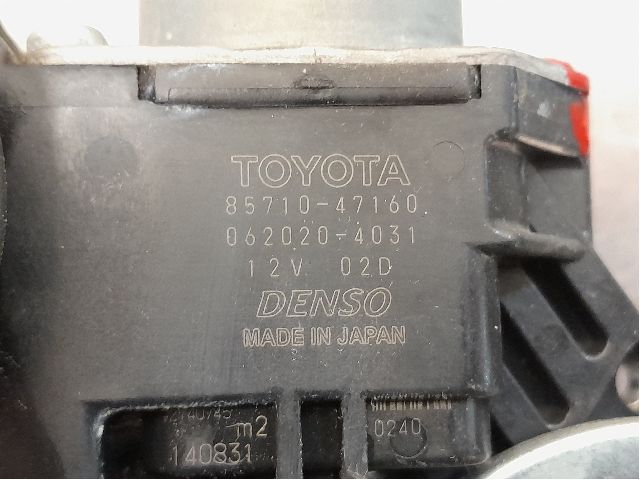 TOYOTA
85710-47160
062020-4031
12V 02D
DENSO
MADE IN JAPAN
m2
140831
0240